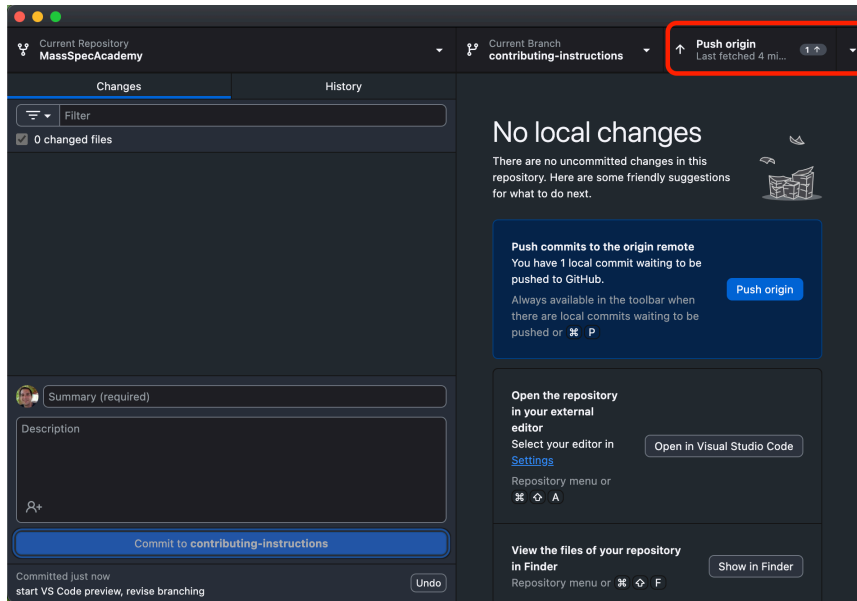 Current Repository
MassSpecAcademy
Current Branch
contributing-instructions
Push origin
Last fetched 4 mi...
1 ↑
Changes
History
Filter
0 changed files
No local changes
There are no uncommitted changes in this
repository. Here are some friendly suggestions
for what to do next.
Push commits to the origin remote
You have 1 local commit waiting to be
pushed to GitHub.
Always available in the toolbar when
there are local commits waiting to be
pushed or ⌘ P
Push origin
Open the repository
in your external
editor
Select your editor in
Settings
Repository menu or
⌘ ⇧ A
Open in Visual Studio Code
View the files of your repository
in Finder
Repository menu or ⌘ ⇧ F
Show in Finder
Summary (required)
Description
Commit to contributing-instructions
Committed just now
start VS Code preview, revise branching
Undo